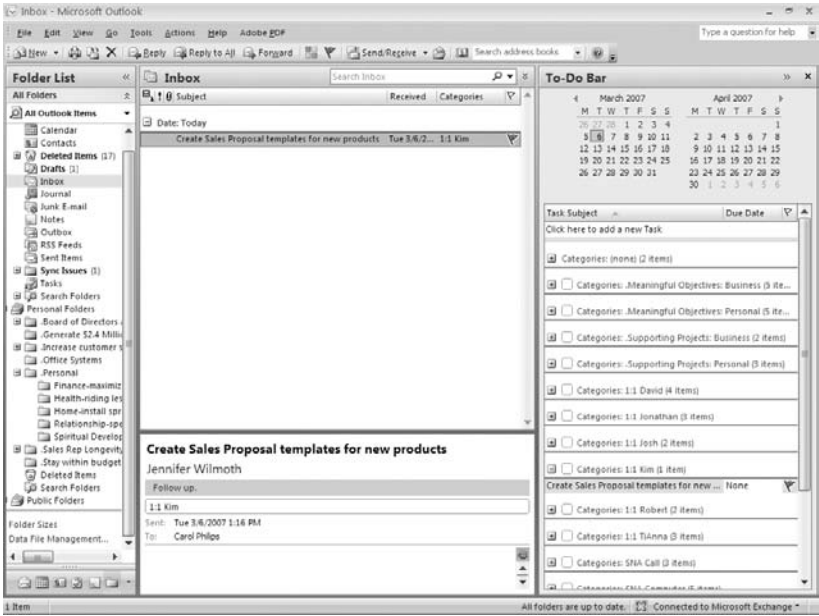 Inbox - Microsoft Outlook
File Edit View Go Tools Actions Help Adobe PDF
Type a question for help
New Reply Reply to All Forward Send/Receive Search address books
Folder List
All Folders
All Outlook Items
Calendar
Contacts
Deleted Items (17)
Drafts [1]
Inbox
Journal
Junk E-mail
Notes
Outbox
RSS Feeds
Sent Items
Sync Issues (1)
Tasks
Search Folders
Personal Folders
.Board of Directors
.Generate $2.4 Milli
.Increase customer s
.Office Systems
.Personal
Finance-maximiz
Health-riding les
Home-install spr
Relationship-spe
Spiritual Develop
.Sales Rep Longevity
.Stay within budget
Deleted Items
Search Folders
Public Folders
Folder Sizes
Data File Management...
Inbox
Search Inbox
Subject Received Categories
Date: Today
Create Sales Proposal templates for new products Tue 3/6/2... 1:1 Kim
Create Sales Proposal templates for new products
Jennifer Wilmoth
Follow up.
1:1 Kim
Sent: Tue 3/6/2007 1:16 PM
To: Carol Philips
To-Do Bar
March 2007
M T W T F S S
26 27 28 1 2 3 4
5 6 7 8 9 10 11
12 13 14 15 16 17 18
19 20 21 22 23 24 25
26 27 28 29 30 31
April 2007
M T W T F S S
1
2 3 4 5 6 7 8
9 10 11 12 13 14 15
16 17 18 19 20 21 22
23 24 25 26 27 28 29
30 1 2 3 4 5 6
Task Subject Due Date
Click here to add a new Task
Categories: (none) (2 items)
Categories: .Meaningful Objectives: Business (5 ite...
Categories: .Meaningful Objectives: Personal (5 ite...
Categories: .Supporting Projects: Business (2 items)
Categories: .Supporting Projects: Personal (3 items)
Categories: 1:1 David (4 items)
Categories: 1:1 Jonathan (3 items)
Categories: 1:1 Josh (2 items)
Categories: 1:1 Kim (1 item)
Create Sales Proposal templates for new ... None
Categories: 1:1 Robert (2 items)
Categories: 1:1 TiAnna (3 items)
Categories: SNA Call (3 items)
Categories: SNA Computer
1 Item
All folders are up to date. Connected to Microsoft Exchange